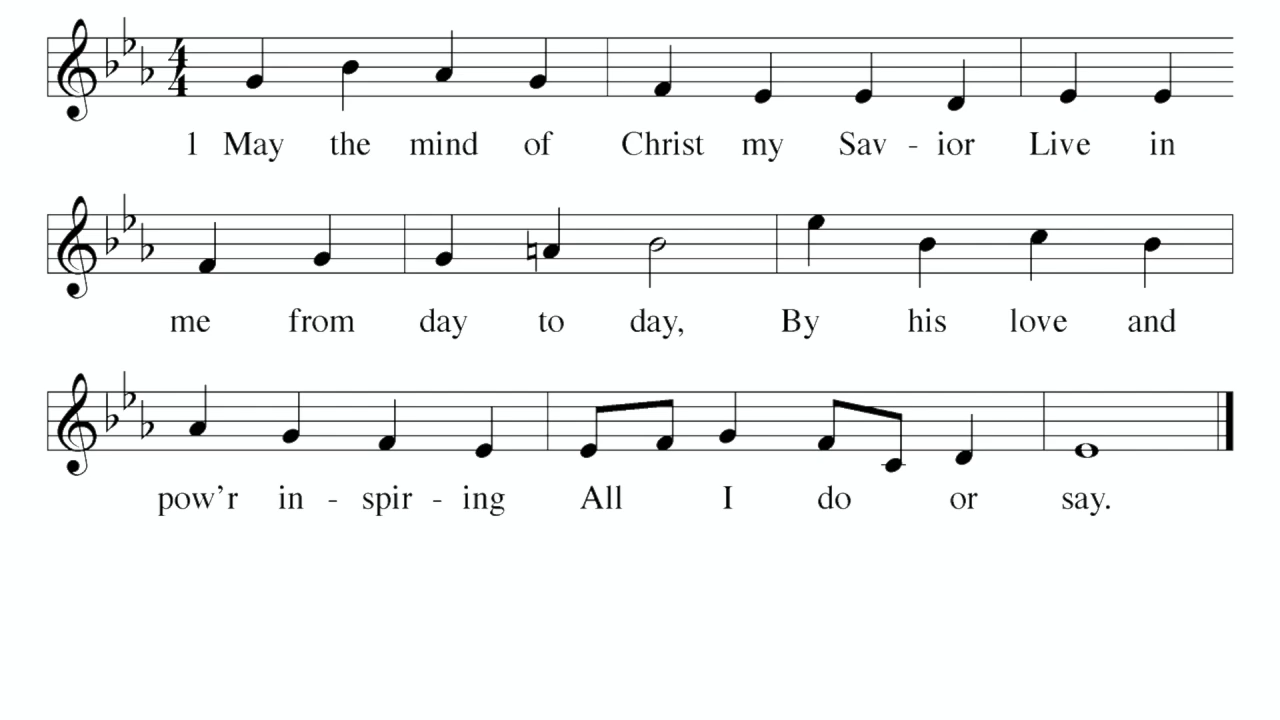 1 May the mind of Christ my Sav - ior Live in
me from day to day, By his love and
pow’r in - spir - ing All I do or say.